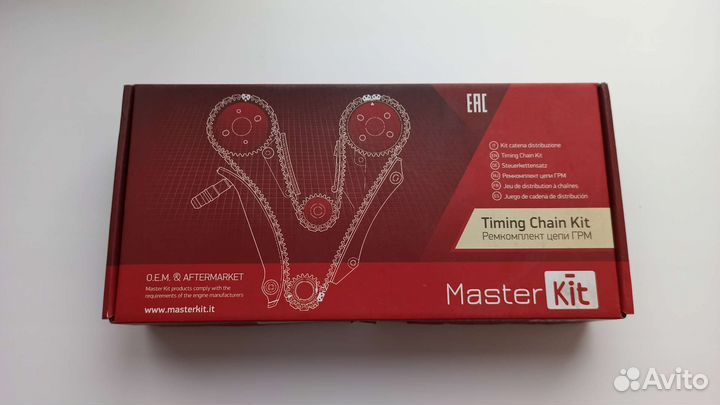 EAC
IT Kit catena distribuzione
EN Timing Chain Kit
DE Steuerkettensatz
RU Ремкомплект цепи ГРМ
FR Jeu de distribution à chaînes
ES Juego de cadena de distribución
Timing Chain Kit
Ремкомплект цепи ГРМ
O.E.M. & AFTERMARKET
Master Kit products comply with the
requirements of the engine manufacturers
www.masterkit.it
Master Kit
Avito